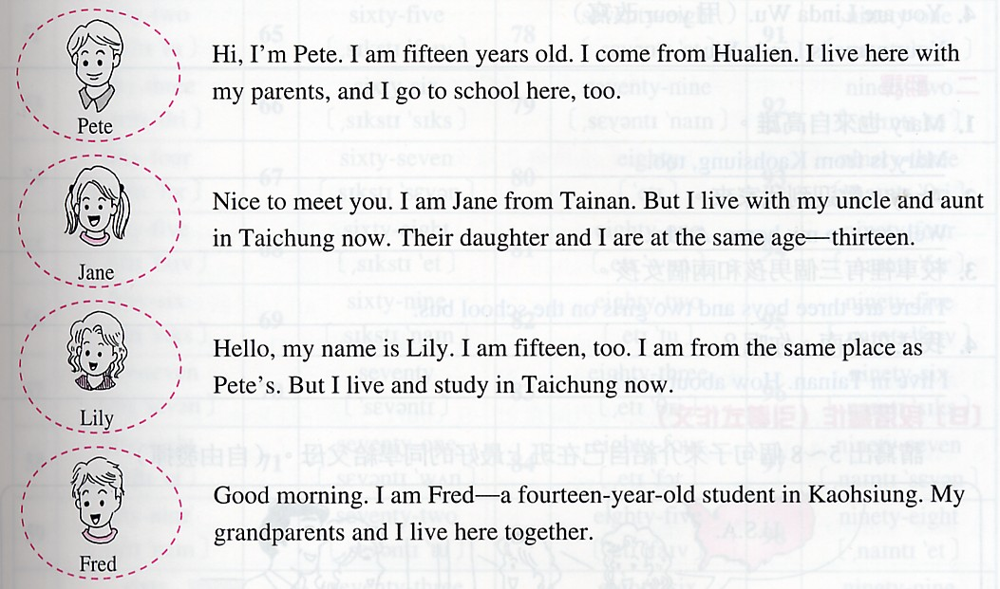 Hi, I'm Pete. I am fifteen years old. I come from Hualien. I live here with
my parents, and I go to school here, too.
Pete
Nice to meet you. I am Jane from Tainan. But I live with my uncle and aunt
in Taichung now. Their daughter and I are at the same age—thirteen.
Jane
Hello, my name is Lily. I am fifteen, too. I am from the same place as
Pete's. But I live and study in Taichung now.
Lily
Good morning. I am Fred—a fourteen-year-old student in Kaohsiung. My
grandparents and I live here together.
Fred